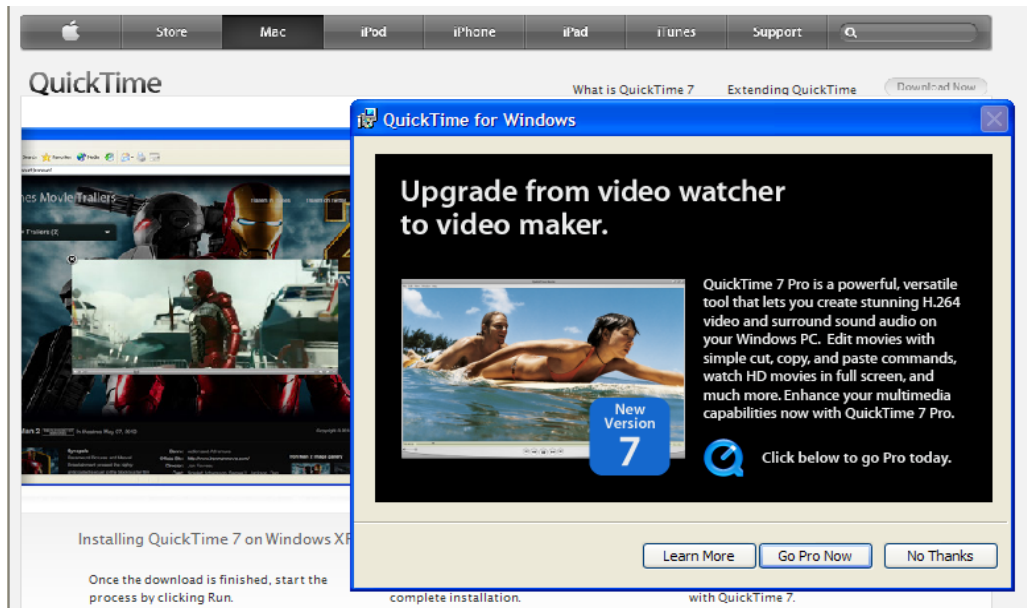 Store Mac iPod iPhone iPad iTunes Support
QuickTime
What is QuickTime 7 Extending QuickTime Download Now
QuickTime for Windows
Upgrade from video watcher
to video maker.
QuickTime 7 Pro is a powerful, versatile
tool that lets you create stunning H.264
video and surround sound audio on
your Windows PC. Edit movies with
simple cut, copy, and paste commands,
watch HD movies in full screen, and
much more. Enhance your multimedia
capabilities now with QuickTime 7 Pro.
New
Version
7
Click below to go Pro today.
Learn More Go Pro Now No Thanks
Movie Trailers
Trailers (7)
Installing QuickTime 7 on Windows XP
Once the download is finished, start the
process by clicking Run.
complete installation.
with QuickTime 7.